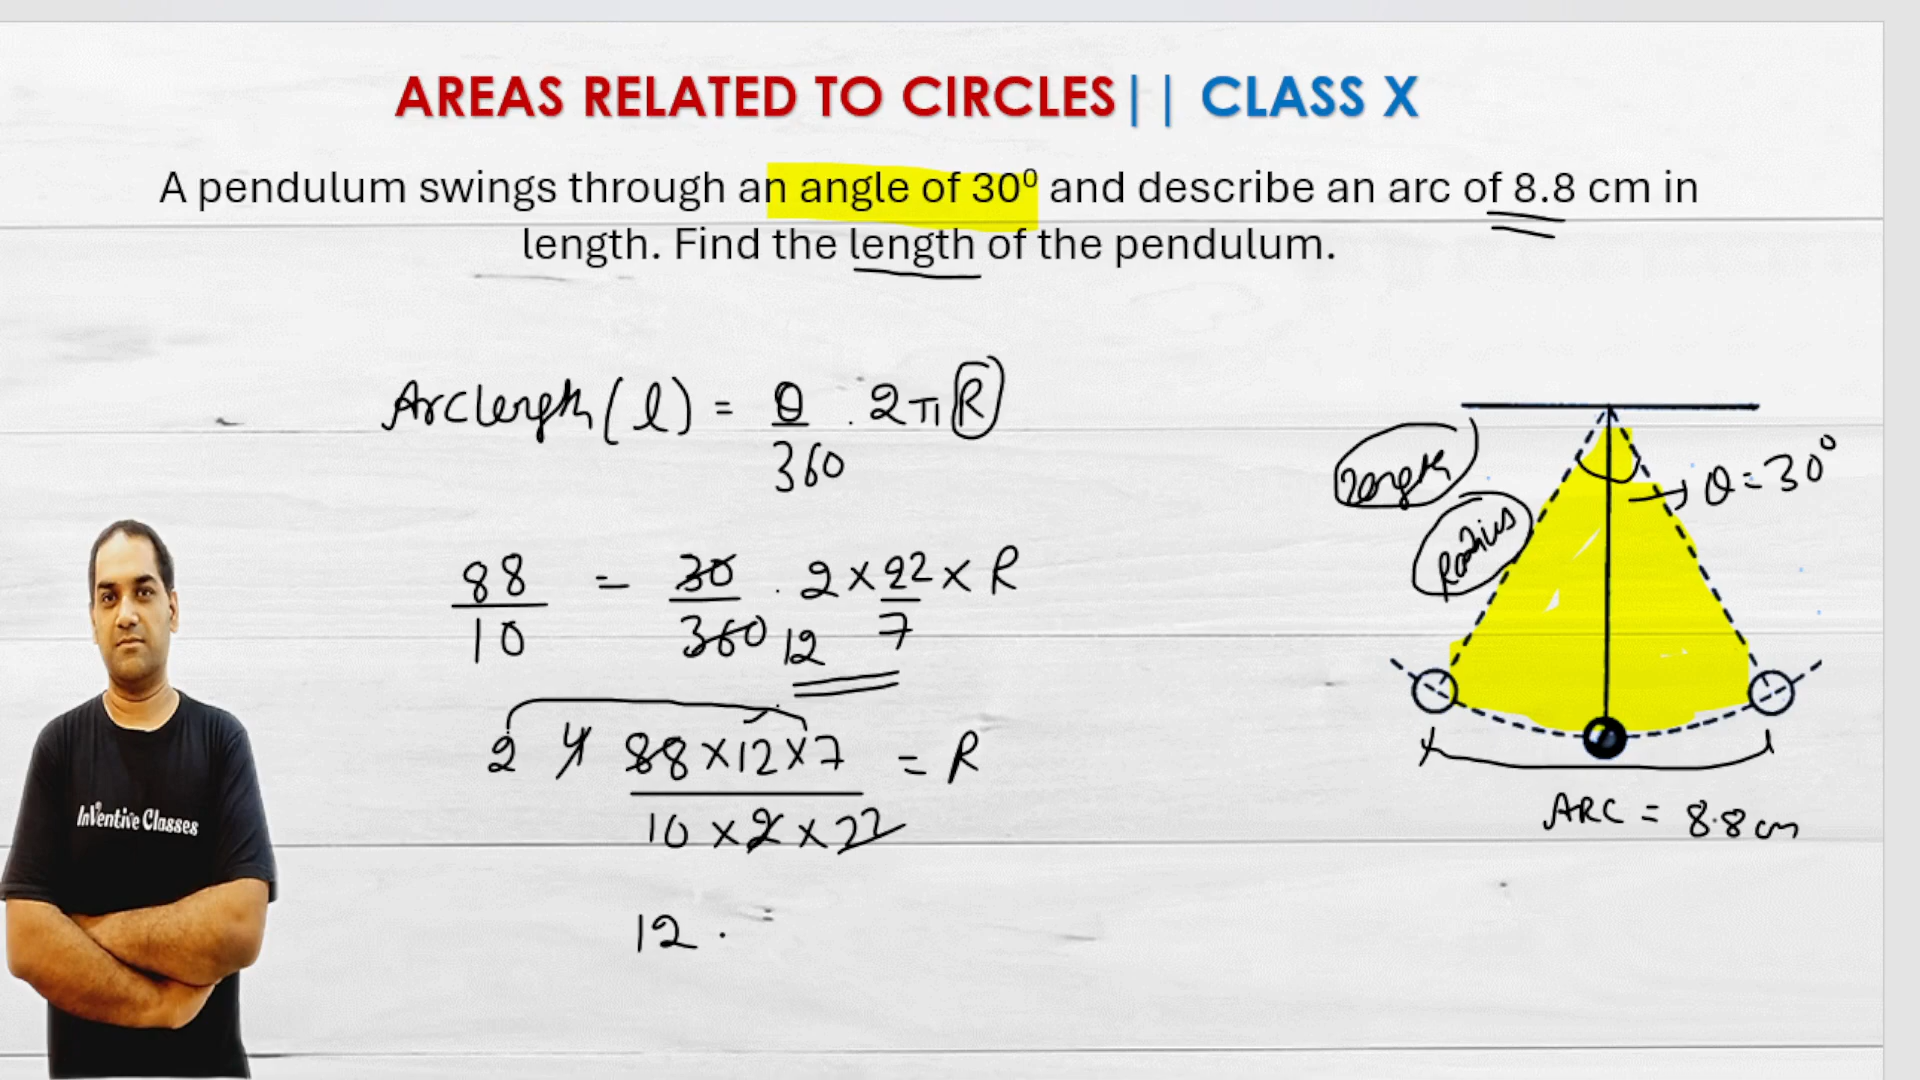 AREAS RELATED TO CIRCLES|| CLASS X
A pendulum swings through an angle of 30⁰ and describe an arc of 8.8 cm in
length. Find the length of the pendulum.
Arc length (l) = θ/360 . 2πR
88/10 = 30/360 12 . 2 × 22/7 × R
2 4 88×12×7 / 10×2×22 = R
12 .
length
Radius
θ = 30°
ARC = 8.8 cm
InVentive Classes